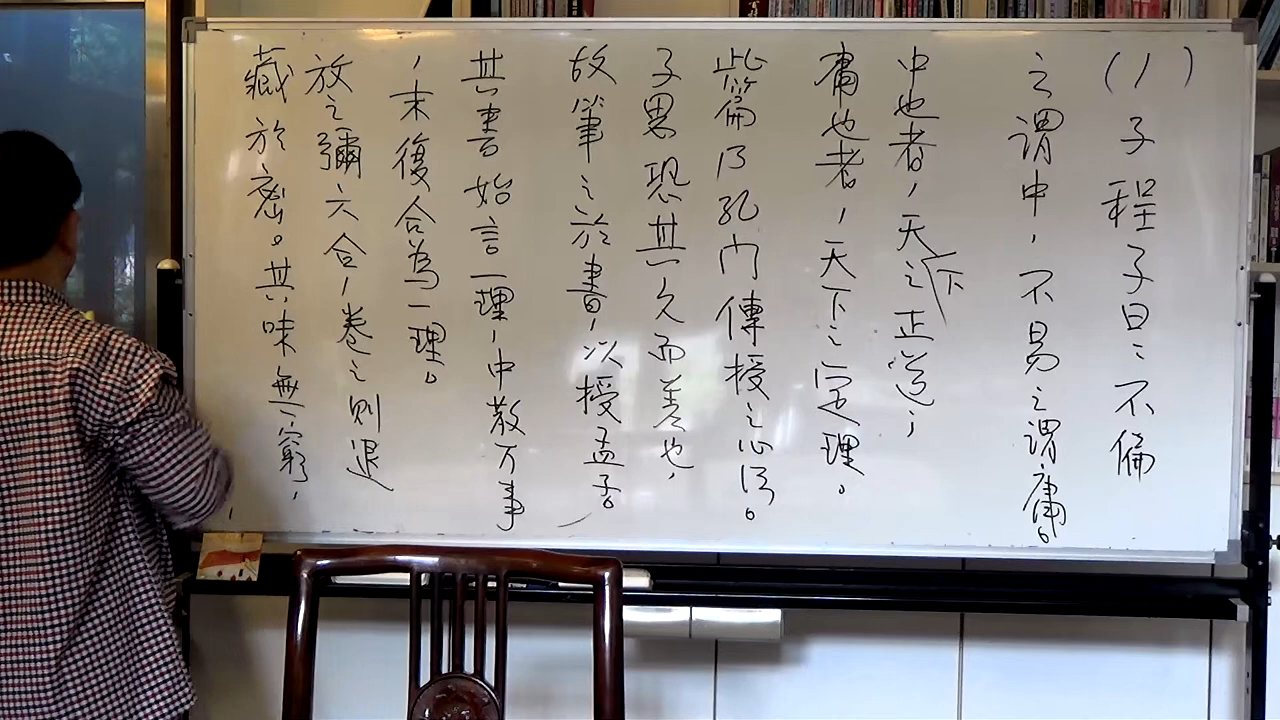 (1) 子程子曰：不偏
之謂中，不易之謂庸。
中也者，天下之正道；
庸也者，天下之定理。
此篇乃孔門傳授之心法。
子思恐其久而差也，
故筆之於書，以授孟子。
其書始言一理，中散万事
，末復合為一理。
放之彌六合，卷之則退
藏於密。其味無窮，